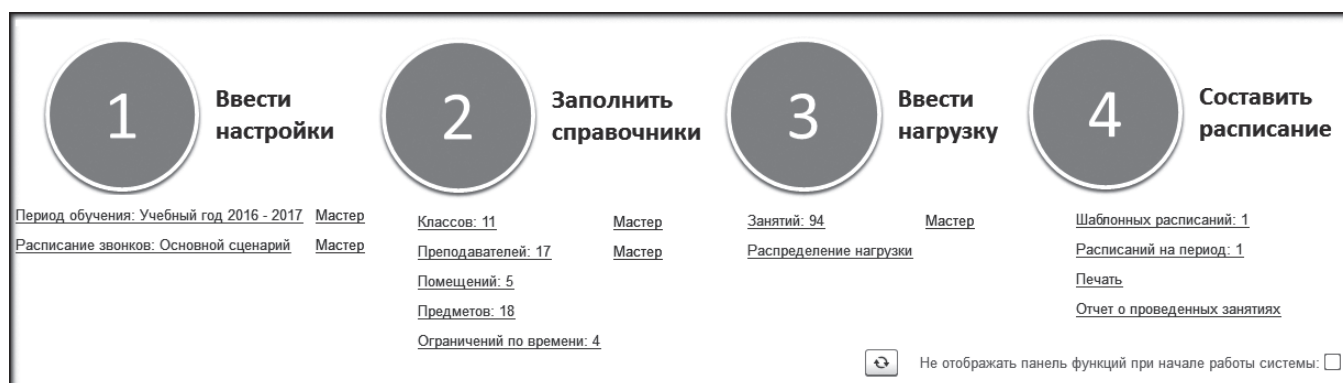 1
Ввести
настройки
Период обучения: Учебный год 2016 - 2017 Мастер
Расписание звонков: Основной сценарий Мастер
2
Заполнить
справочники
Классов: 11 Мастер
Преподавателей: 17 Мастер
Помещений: 5
Предметов: 18
Ограничений по времени: 4
3
Ввести
нагрузку
Занятий: 94 Мастер
Распределение нагрузки
4
Составить
расписание
Шаблонных расписаний: 1
Расписаний на период: 1
Печать
Отчет о проведенных занятиях
Не отображать панель функций при начале работы системы: